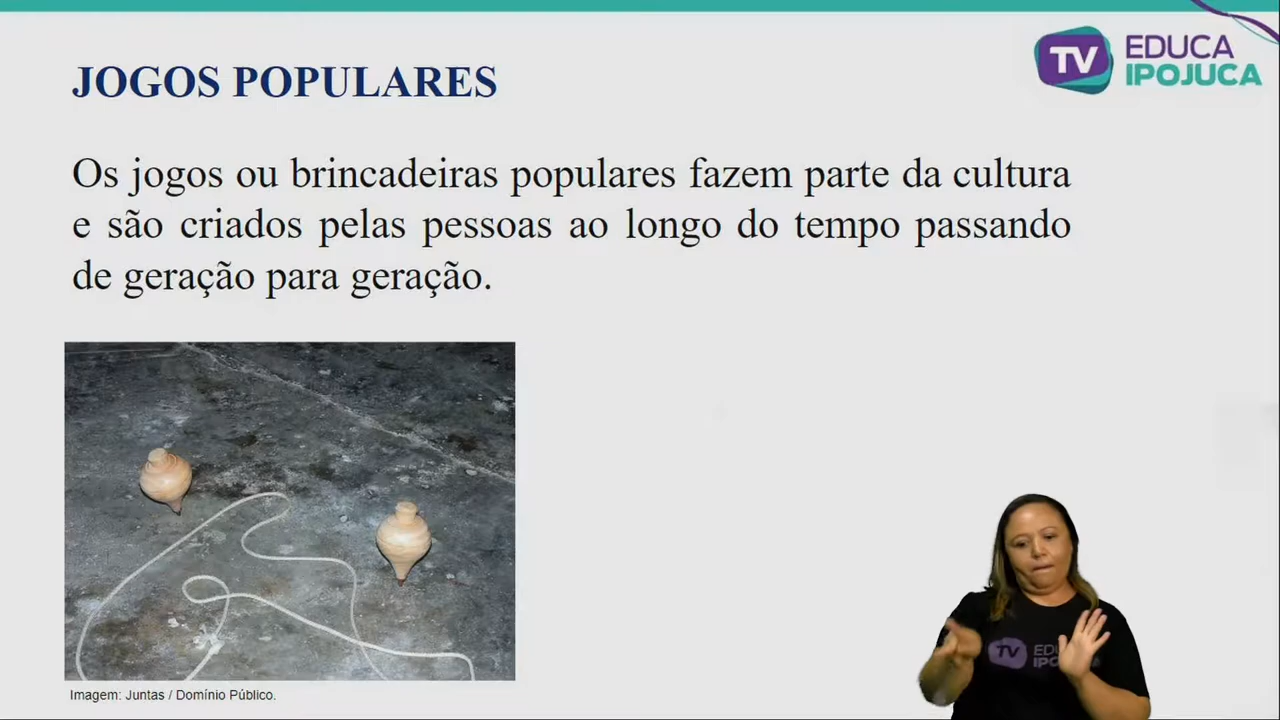 TV EDUCA
IPOJUCA
JOGOS POPULARES
Os jogos ou brincadeiras populares fazem parte da cultura
e são criados pelas pessoas ao longo do tempo passando
de geração para geração.
Imagem: Juntas / Domínio Público.
TV